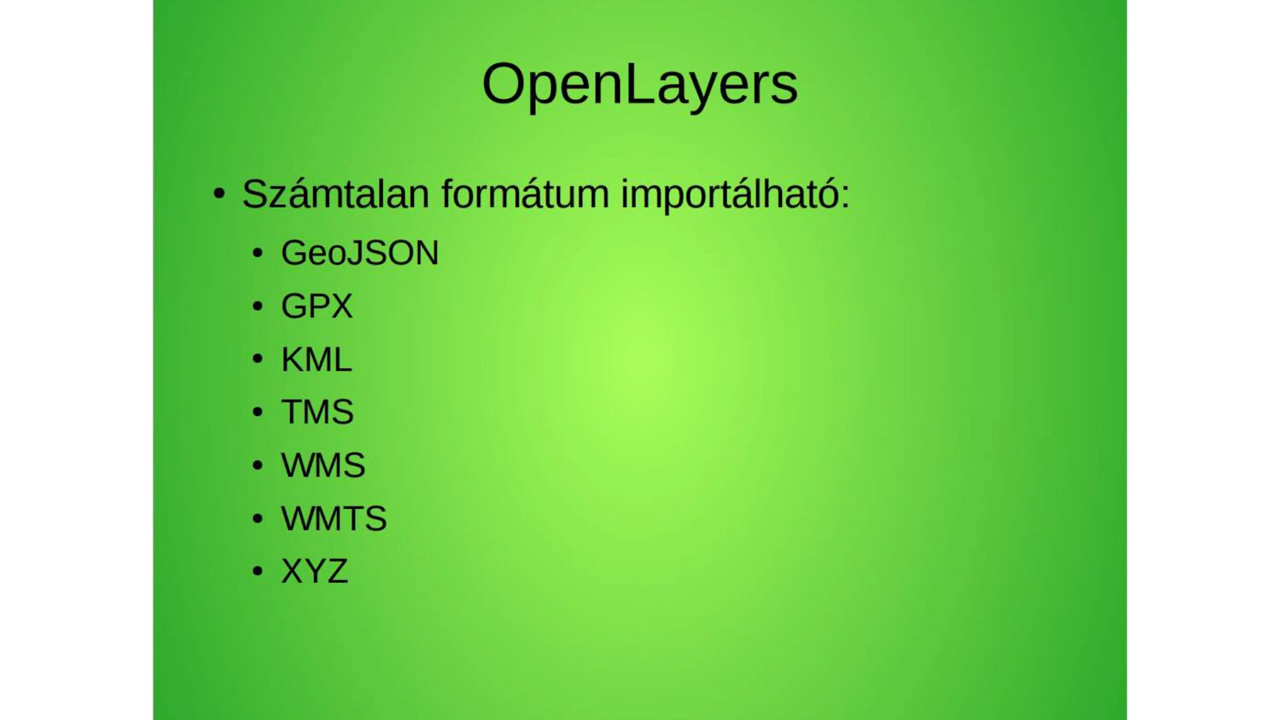 OpenLayers
• Számtalan formátum importálható:
• GeoJSON
• GPX
• KML
• TMS
• WMS
• WMTS
• XYZ